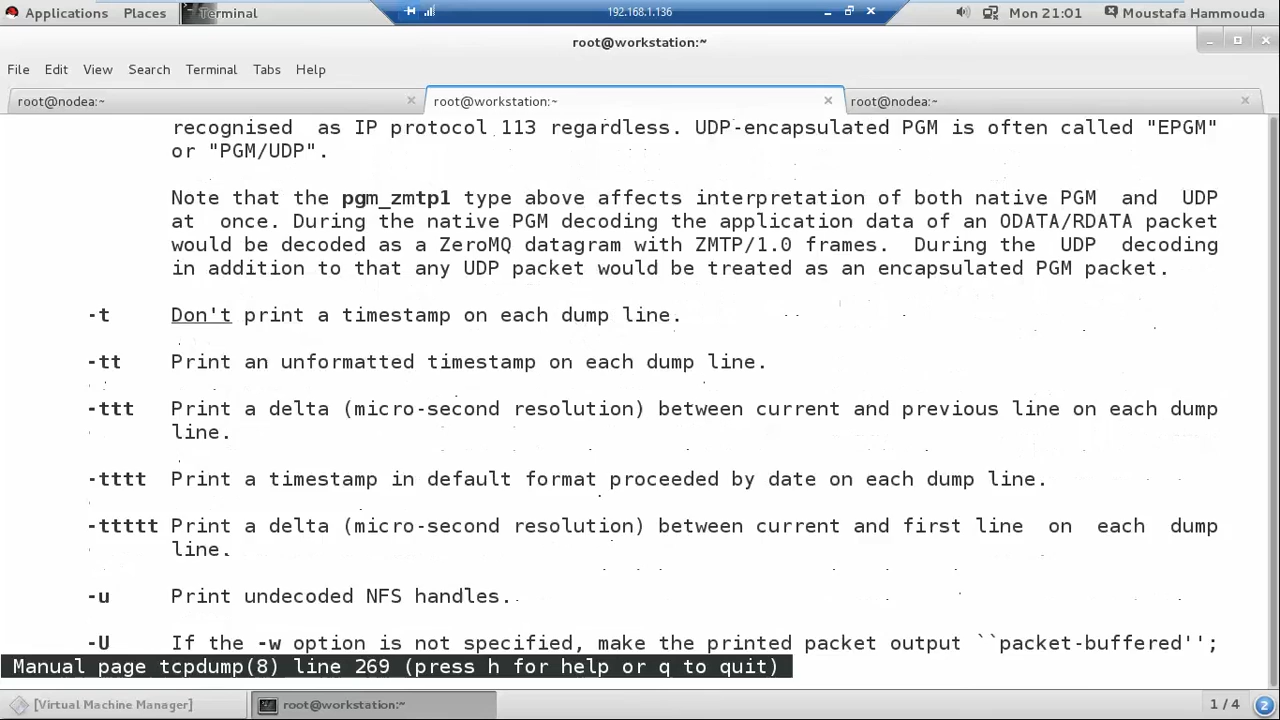 Applications Places Terminal 192.168.1.136 Mon 21:01 Moustafa Hammouda
root@workstation:~
File Edit View Search Terminal Tabs Help
root@nodea:~ root@workstation:~ root@nodea:~
recognised as IP protocol 113 regardless. UDP-encapsulated PGM is often called "EPGM"
or "PGM/UDP".
Note that the pgm_zmtp1 type above affects interpretation of both native PGM and UDP
at once. During the native PGM decoding the application data of an ODATA/RDATA packet
would be decoded as a ZeroMQ datagram with ZMTP/1.0 frames. During the UDP decoding
in addition to that any UDP packet would be treated as an encapsulated PGM packet.
-t Don't print a timestamp on each dump line.
-tt Print an unformatted timestamp on each dump line.
-ttt Print a delta (micro-second resolution) between current and previous line on each dump
line.
-tttt Print a timestamp in default format proceeded by date on each dump line.
-ttttt Print a delta (micro-second resolution) between current and first line on each dump
line.
-u Print undecoded NFS handles.
-U If the -w option is not specified, make the printed packet output ``packet-buffered'';
Manual page tcpdump(8) line 269 (press h for help or q to quit)
[Virtual Machine Manager] root@workstation:~ 1 / 4 2